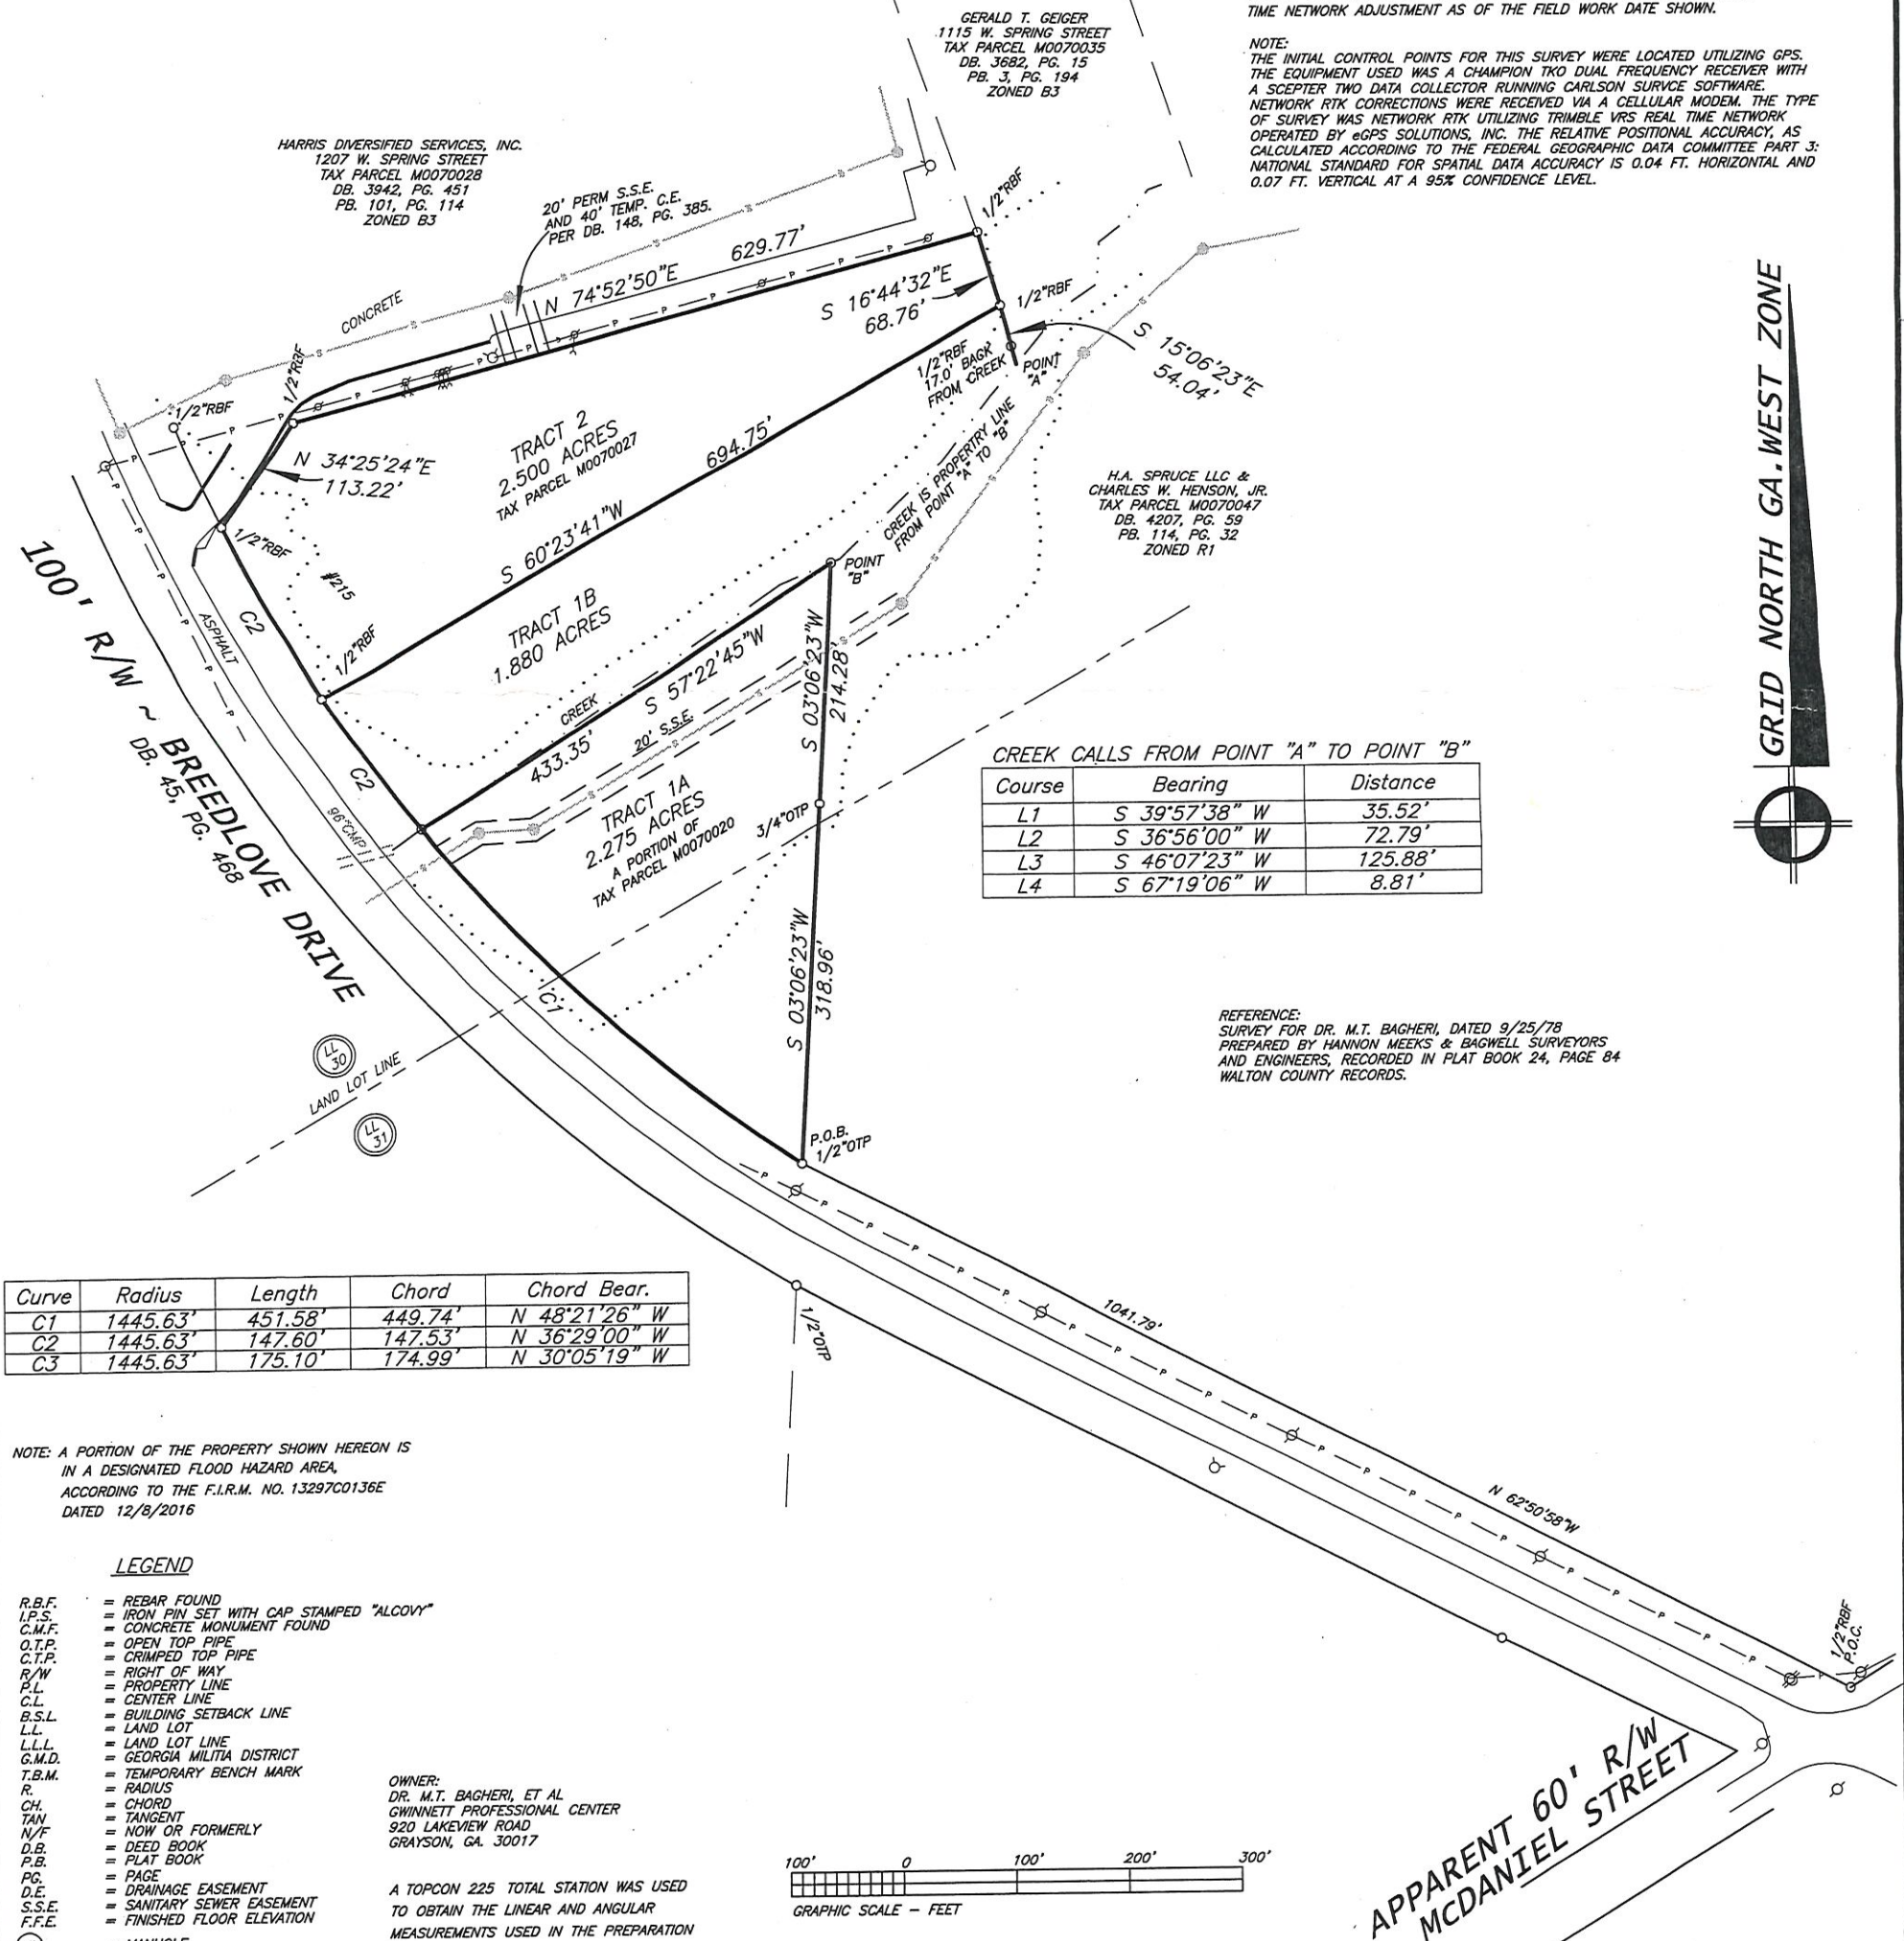 TIME NETWORK ADJUSTMENT AS OF THE FIELD WORK DATE SHOWN.
NOTE:
THE INITIAL CONTROL POINTS FOR THIS SURVEY WERE LOCATED UTILIZING GPS.
THE EQUIPMENT USED WAS A CHAMPION TKO DUAL FREQUENCY RECEIVER WITH
A SCEPTER TWO DATA COLLECTOR RUNNING CARLSON SURVCE SOFTWARE.
NETWORK RTK CORRECTIONS WERE RECEIVED VIA A CELLULAR MODEM. THE TYPE
OF SURVEY WAS NETWORK RTK UTILIZING TRIMBLE VRS REAL TIME NETWORK
OPERATED BY eGPS SOLUTIONS, INC. THE RELATIVE POSITIONAL ACCURACY, AS
CALCULATED ACCORDING TO THE FEDERAL GEOGRAPHIC DATA COMMITTEE PART 3:
NATIONAL STANDARD FOR SPATIAL DATA ACCURACY IS 0.04 FT. HORIZONTAL AND
0.07 FT. VERTICAL AT A 95% CONFIDENCE LEVEL.
GERALD T. GEIGER
1115 W. SPRING STREET
TAX PARCEL M0070035
DB. 3682, PG. 15
PB. 3, PG. 194
ZONED B3
HARRIS DIVERSIFIED SERVICES, INC.
1207 W. SPRING STREET
TAX PARCEL M0070028
DB. 3942, PG. 451
PB. 101, PG. 114
ZONED B3
20' PERM S.S.E.
AND 40' TEMP. C.E.
PER DB. 148, PG. 385.
1/2"RBF
629.77'
N 74°52'50"E
CONCRETE
S 16°44'32"E
68.76'
1/2"RBF
S 15°06'23"E
54.04'
1/2"RBF
17.0' BACK
FROM CREEK
POINT
"A"
1/2"RBF
1/2"RBF
N 34°25'24"E
113.22'
TRACT 2
2.500 ACRES
TAX PARCEL M0070027
694.75'
S 60°23'41"W
CREEK IS PROPERTRY LINE
FROM POINT "A" TO "B"
H.A. SPRUCE LLC &
CHARLES W. HENSON, JR.
TAX PARCEL M0070047
DB. 4207, PG. 59
PB. 114, PG. 32
ZONED R1
GRID NORTH GA.WEST ZONE
1/2"RBF
#215
C2
ASPHALT
100' R/W ~ BREEDLOVE DRIVE
DB. 45, PG. 468
1/2"RBF
TRACT 1B
1.880 ACRES
POINT
"B"
S 57°22'45"W
433.35'
CREEK
20' S.S.E.
S 03°06'23"W
214.28'
C2
96"CMP
TRACT 1A
2.275 ACRES
A PORTION OF
TAX PARCEL M0070020
3/4"OTP
S 03°06'23"W
318.96'
C1
CREEK CALLS FROM POINT "A" TO POINT "B"
Course Bearing Distance
L1 S 39°57'38" W 35.52'
L2 S 36°56'00" W 72.79'
L3 S 46°07'23" W 125.88'
L4 S 67°19'06" W 8.81'
REFERENCE:
SURVEY FOR DR. M.T. BAGHERI, DATED 9/25/78
PREPARED BY HANNON MEEKS & BAGWELL SURVEYORS
AND ENGINEERS, RECORDED IN PLAT BOOK 24, PAGE 84
WALTON COUNTY RECORDS.
LL
30
LAND LOT LINE
LL
31
P.O.B.
1/2"OTP
Curve Radius Length Chord Chord Bear.
C1 1445.63' 451.58' 449.74' N 48°21'26" W
C2 1445.63' 147.60' 147.53' N 36°29'00" W
C3 1445.63' 175.10' 174.99' N 30°05'19" W
1/2"OTP
1041.79'
N 62°50'58"W
1/2"RBF
P.O.C.
NOTE: A PORTION OF THE PROPERTY SHOWN HEREON IS
IN A DESIGNATED FLOOD HAZARD AREA,
ACCORDING TO THE F.I.R.M. NO. 13297C0136E
DATED 12/8/2016
LEGEND
R.B.F. = REBAR FOUND
I.P.S. = IRON PIN SET WITH CAP STAMPED "ALCOVY"
C.M.F. = CONCRETE MONUMENT FOUND
O.T.P. = OPEN TOP PIPE
C.T.P. = CRIMPED TOP PIPE
R/W = RIGHT OF WAY
P.L. = PROPERTY LINE
C.L. = CENTER LINE
B.S.L. = BUILDING SETBACK LINE
L.L. = LAND LOT
L.L.L. = LAND LOT LINE
G.M.D. = GEORGIA MILITIA DISTRICT
T.B.M. = TEMPORARY BENCH MARK
R. = RADIUS
CH. = CHORD
TAN = TANGENT
N/F = NOW OR FORMERLY
D.B. = DEED BOOK
P.B. = PLAT BOOK
PG. = PAGE
D.E. = DRAINAGE EASEMENT
S.S.E. = SANITARY SEWER EASEMENT
F.F.E. = FINISHED FLOOR ELEVATION
OWNER:
DR. M.T. BAGHERI, ET AL
GWINNETT PROFESSIONAL CENTER
920 LAKEVIEW ROAD
GRAYSON, GA. 30017
A TOPCON 225 TOTAL STATION WAS USED
TO OBTAIN THE LINEAR AND ANGULAR
MEASUREMENTS USED IN THE PREPARATION
100' 0 100' 200' 300'
GRAPHIC SCALE – FEET
APPARENT 60' R/W
MCDANIEL STREET